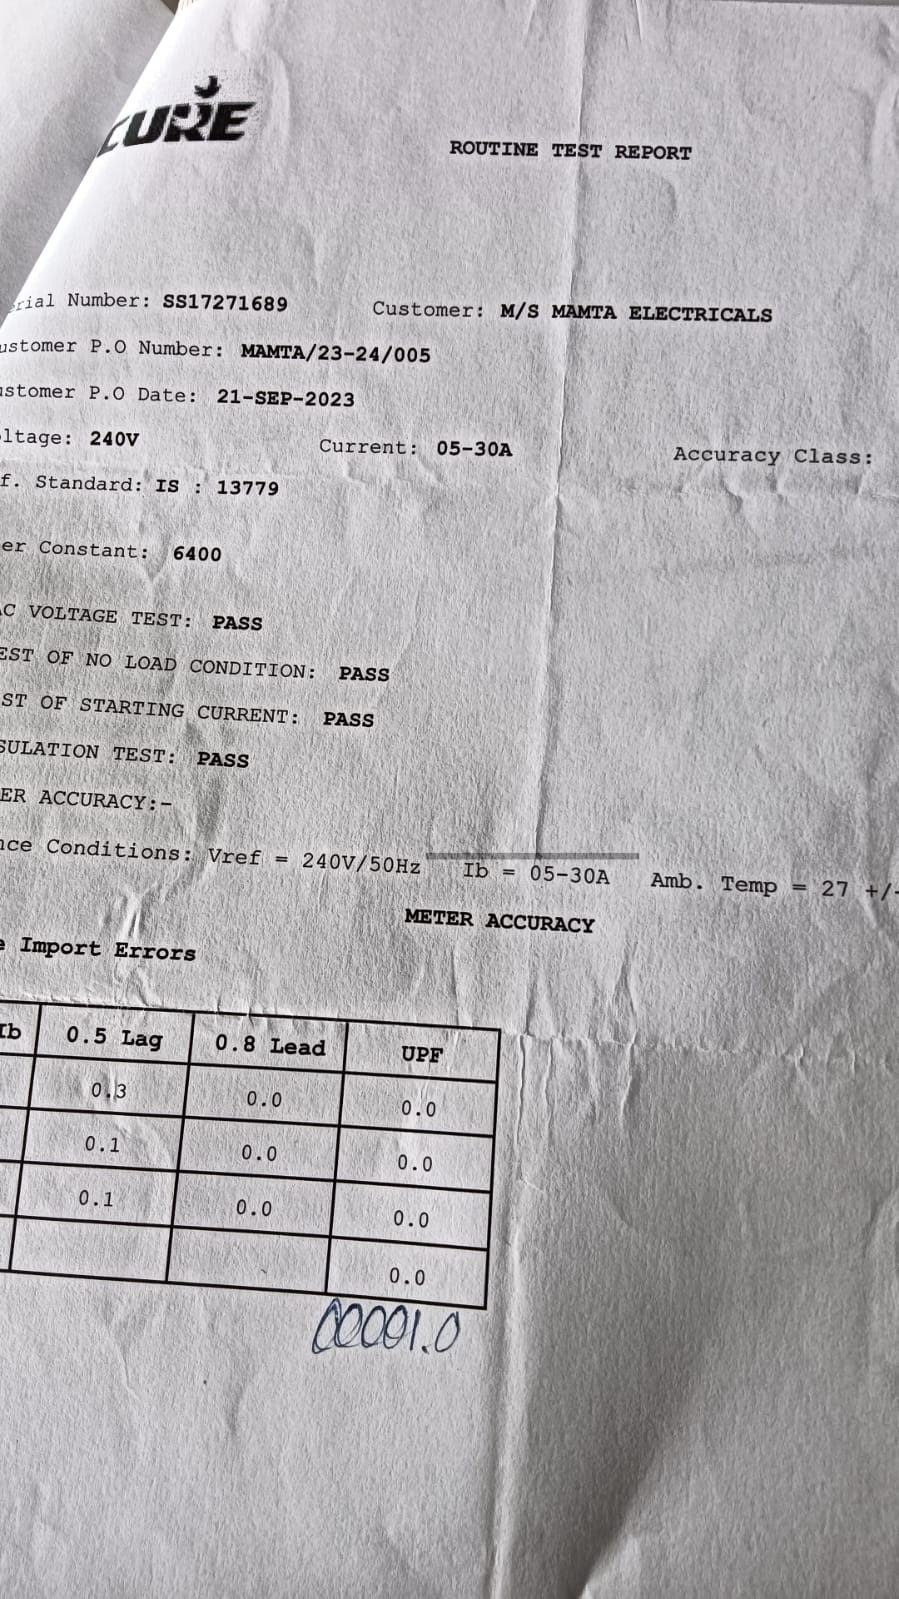 CURE
ROUTINE TEST REPORT
rial Number: SS17271689 Customer: M/S MAMTA ELECTRICALS
ustomer P.O Number: MAMTA/23-24/005
ustomer P.O Date: 21-SEP-2023
ltage: 240V Current: 05-30A Accuracy Class:
f. Standard: IS : 13779
er Constant: 6400
AC VOLTAGE TEST: PASS
EST OF NO LOAD CONDITION: PASS
ST OF STARTING CURRENT: PASS
SULATION TEST: PASS
ER ACCURACY:-
nce Conditions: Vref = 240V/50Hz Ib = 05-30A Amb. Temp = 27 +/-
METER ACCURACY
e Import Errors
Ib 0.5 Lag 0.8 Lead UPF
0.3 0.0 0.0
0.1 0.0 0.0
0.1 0.0 0.0
0.0
00001.0